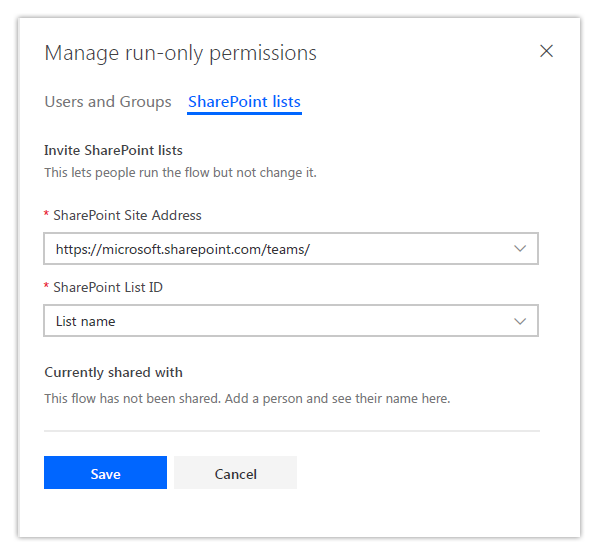 Manage run-only permissions
Users and Groups SharePoint lists
Invite SharePoint lists
This lets people run the flow but not change it.
* SharePoint Site Address
https://microsoft.sharepoint.com/teams/
* SharePoint List ID
List name
Currently shared with
This flow has not been shared. Add a person and see their name here.
Save Cancel